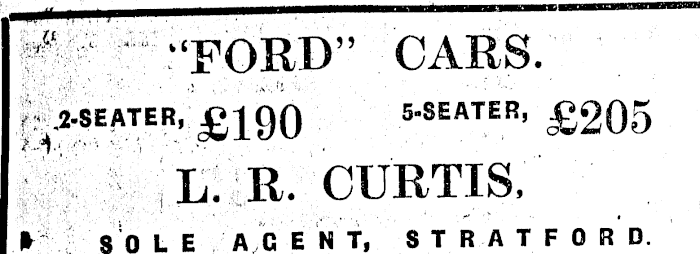 "FORD" CARS.
2-SEATER, £190 5-SEATER, £205
L. R. CURTIS,
SOLE AGENT, STRATFORD.